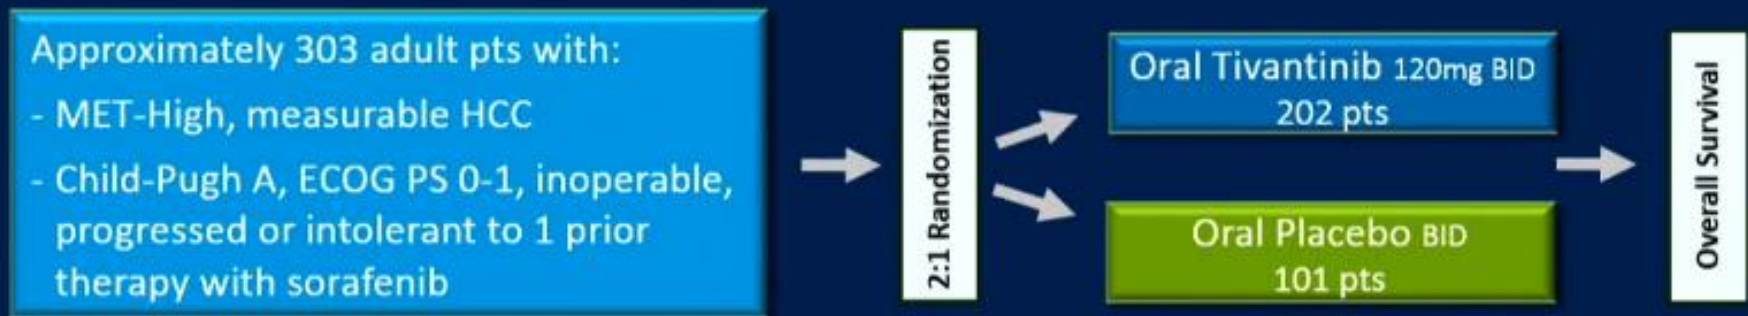 Approximately 303 adult pts with:
- MET-High, measurable HCC
- Child-Pugh A, ECOG PS 0-1, inoperable,
progressed or intolerant to 1 prior
therapy with sorafenib
2:1 Randomization
Oral Tivantinib 120mg BID
202 pts
Oral Placebo BID
101 pts
Overall Survival